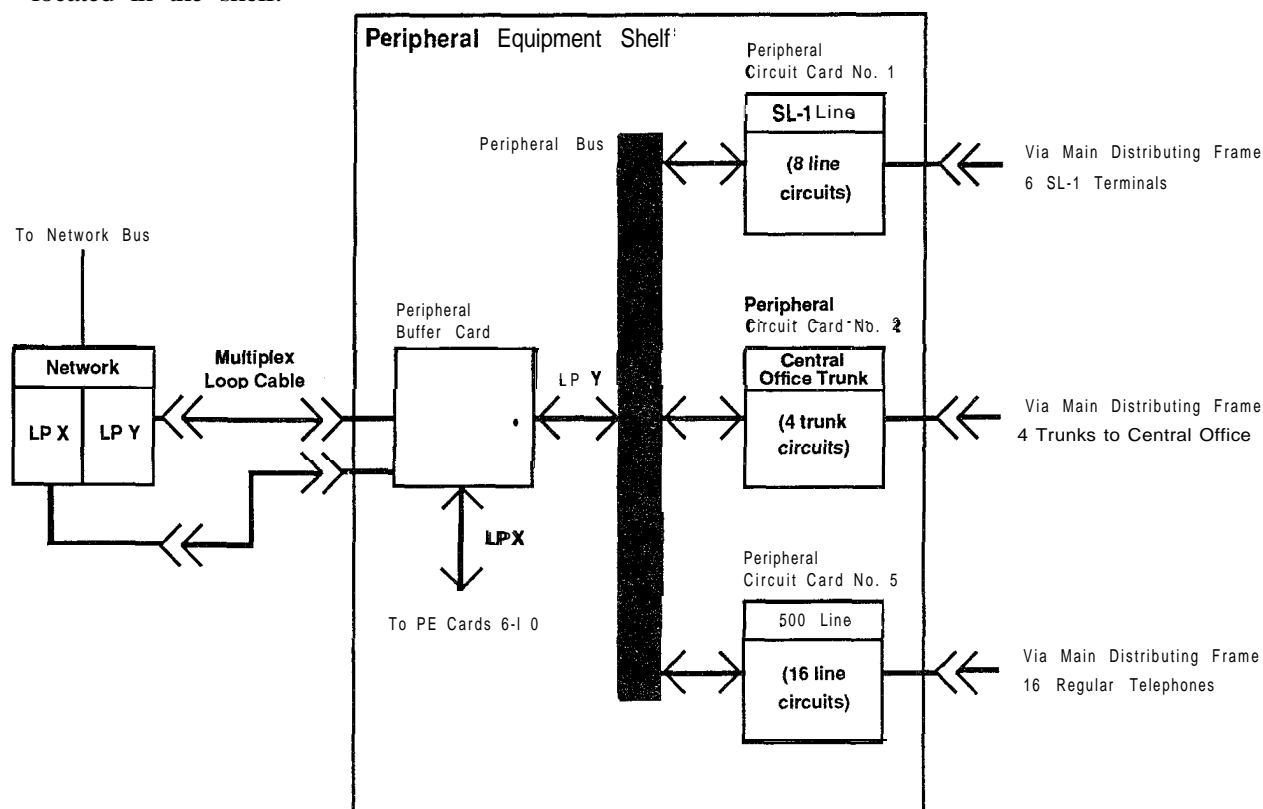 located in the shelf.
Peripheral Equipment Shelf
Peripheral
Circuit Card No. 1
SL-1 Line
(8 line
circuits)
Peripheral Bus
Via Main Distributing Frame
6 SL-1 Terminals
To Network Bus
Peripheral
Buffer Card
Peripheral
Circuit Card No. 2
Network
LP X
LP Y
Multiplex
Loop Cable
LP Y
Central
Office Trunk
(4 trunk
circuits)
Via Main Distributing Frame
4 Trunks to Central Office
LPX
To PE Cards 6-I 0
Peripheral
Circuit Card No. 5
500 Line
(16 line
circuits)
Via Main Distributing Frame
16 Regular Telephones